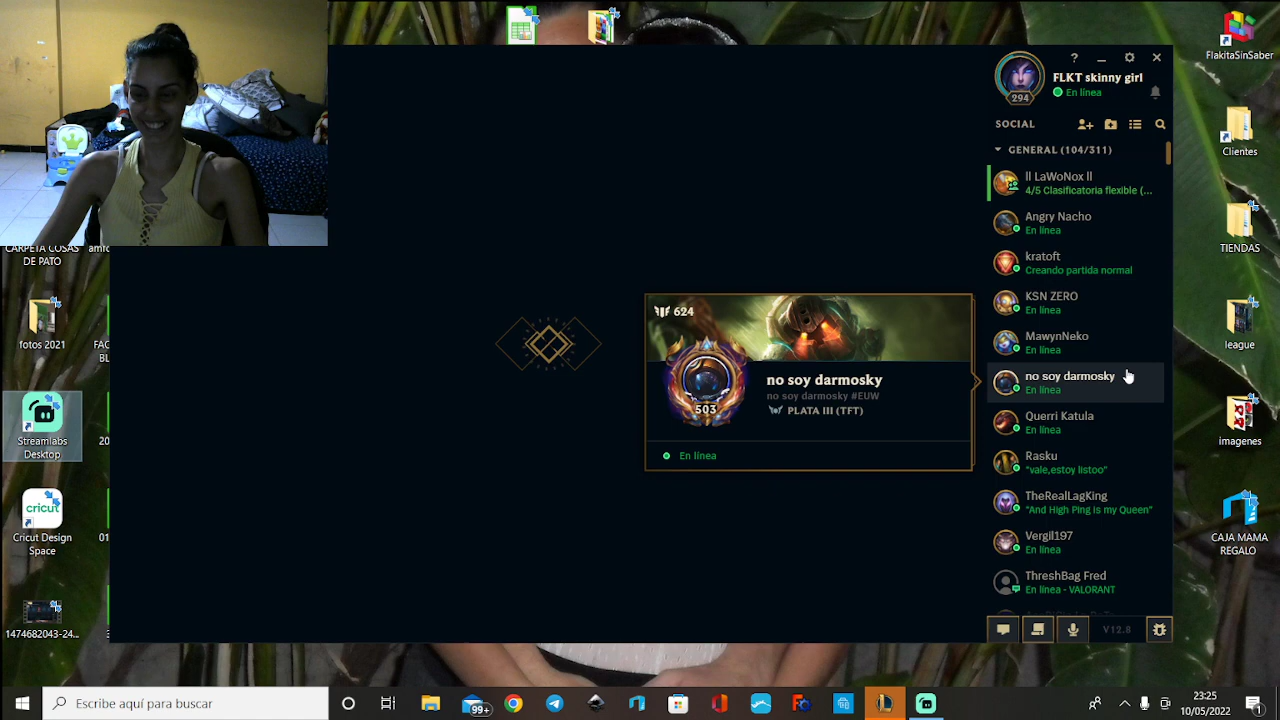 CARPETA COSAS
DE PATO
fotos 2021
Streamlabs
Desktop
cricut
Cricut Design
Space
1474682043-24...
624
503
no soy darmosky
no soy darmosky #EUW
PLATA III (TFT)
En línea
294
?
FLKT skinny girl
En línea
SOCIAL
GENERAL (104/311)
ll LaWoNox ll
4/5 Clasificatoria flexible (...
Angry Nacho
En línea
kratoft
Creando partida normal
KSN ZERO
En línea
MawynNeko
En línea
no soy darmosky
En línea
Querri Katula
En línea
Rasku
"vale,estoy listoo"
TheRealLagKing
"And High Ping is my Queen"
Vergil197
En línea
ThreshBag Fred
En línea - VALORANT
V12.8
FlakitaSinSaber
Clientes
TIENDAS
league
imagenes
CAJA MAMA
REGALO
Escribe aquí para buscar
99+
23:25
10/05/2022
1